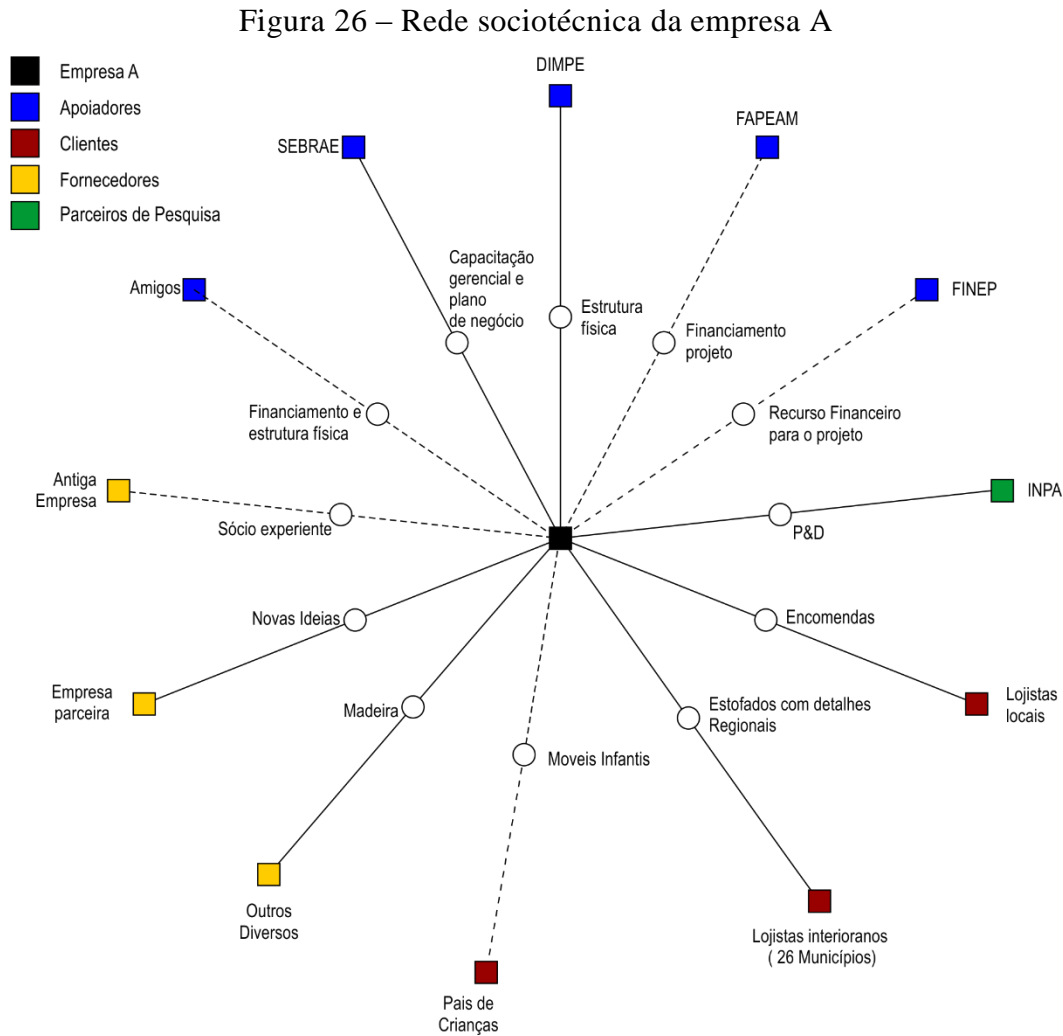 Figura 26 – Rede sociotécnica da empresa A
Empresa A
Apoiadores
Clientes
Fornecedores
Parceiros de Pesquisa
DIMPE
FAPEAM
SEBRAE
Capacitação
gerencial e
plano
de negócio
Estrutura
física
Financiamento
projeto
Amigos
FINEP
Financiamento e
estrutura física
Recurso Financeiro
para o projeto
Antiga
Empresa
Sócio experiente
INPA
P&D
Novas Ideias
Encomendas
Empresa
parceira
Madeira
Estofados com detalhes
Regionais
Lojistas
locais
Moveis Infantis
Outros
Diversos
Lojistas interioranos
( 26 Municípios)
Pais de
Crianças